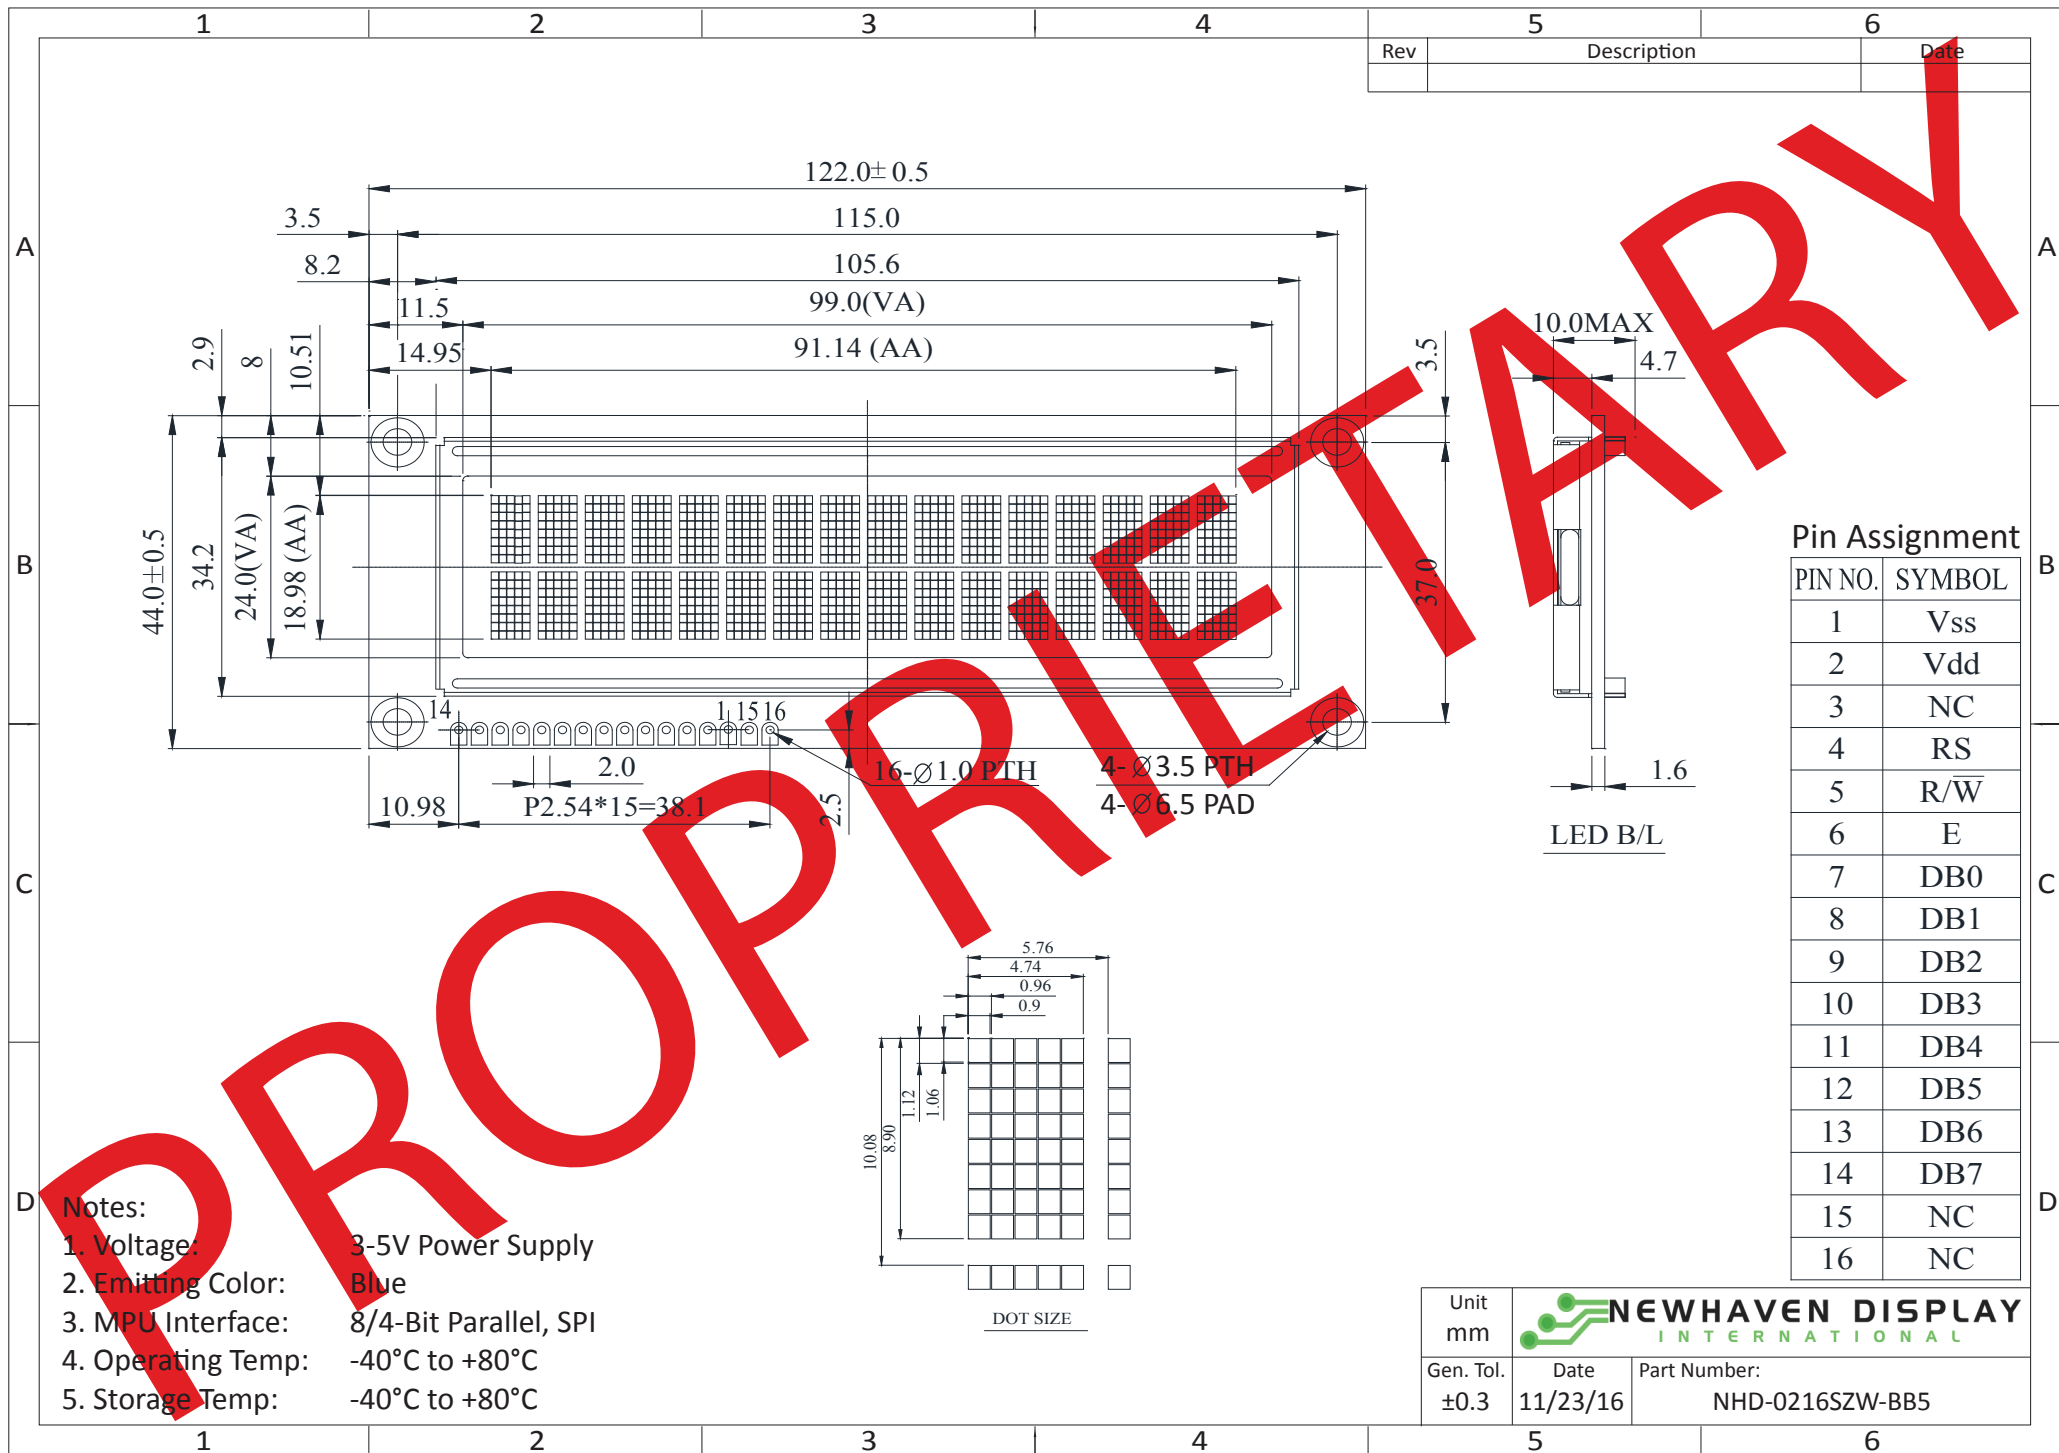 1 2 3 4 5 6
Rev Description Date
A A
B B
C C
D D
122.0± 0.5
3.5 115.0
8.2 105.6
11.5 99.0(VA)
14.95 91.14 (AA)
2.9 8 10.51
44.0±0.5 34.2 24.0(VA) 18.98 (AA)
3.5
37.0
10.0MAX
4.7
14 1 15 16
2.0
10.98 P2.54*15=38.1
2.5
16-Ø1.0 PTH
4- Ø3.5 PTH
4- Ø6.5 PAD
1.6
LED B/L
Pin Assignment
PIN NO. SYMBOL
1 Vss
2 Vdd
3 NC
4 RS
5 R/W̅
6 E
7 DB0
8 DB1
9 DB2
10 DB3
11 DB4
12 DB5
13 DB6
14 DB7
15 NC
16 NC
5.76
4.74
0.96
0.9
10.08 8.90 1.12 1.06
DOT SIZE
PROPRIETARY
Notes:
1. Voltage: 3-5V Power Supply
2. Emitting Color: Blue
3. MPU Interface: 8/4-Bit Parallel, SPI
4. Operating Temp: -40°C to +80°C
5. Storage Temp: -40°C to +80°C
Unit
mm
NEWHAVEN DISPLAY
INTERNATIONAL
Gen. Tol. Date Part Number:
±0.3 11/23/16 NHD-0216SZW-BB5
1 2 3 4 5 6